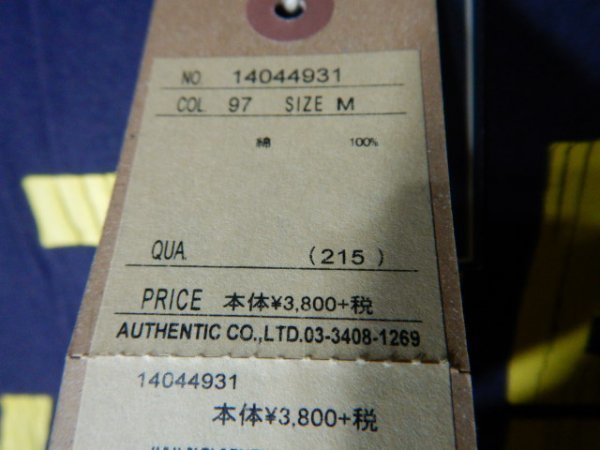 NO. 14044931
COL. 97 SIZE M
綿 100%
QUA. (215)
PRICE 本体¥3,800+税
AUTHENTIC CO.,LTD.03-3408-1269
14044931
本体¥3,800+税